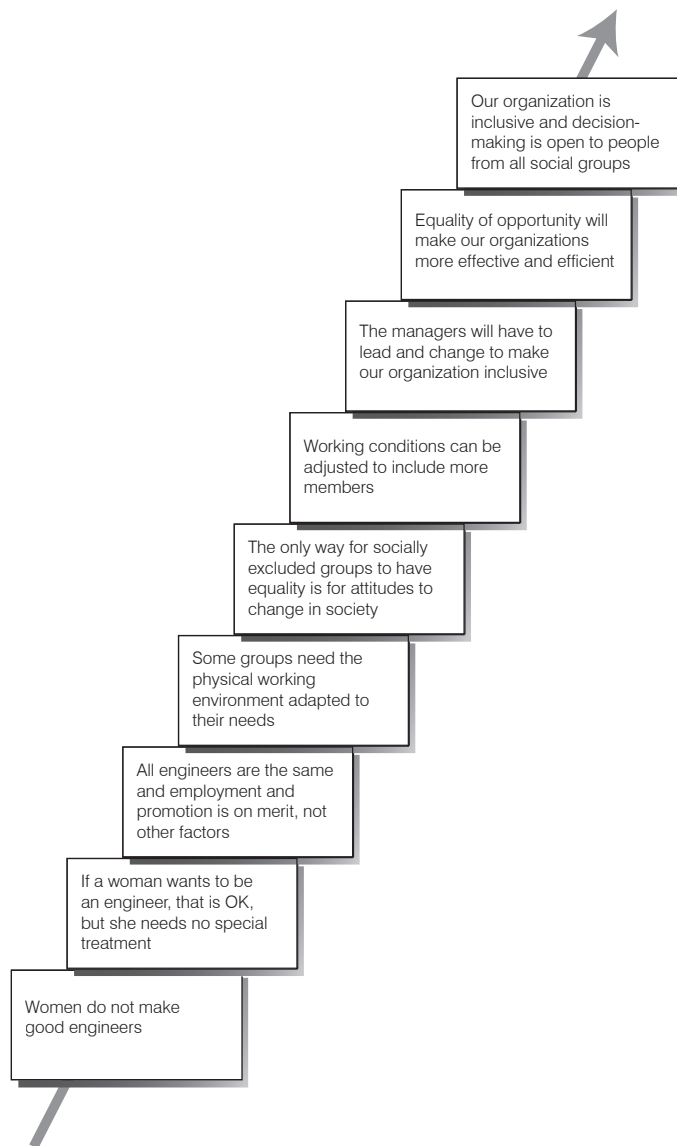 Our organization is
inclusive and decision-
making is open to people
from all social groups
Equality of opportunity will
make our organizations
more effective and efficient
The managers will have to
lead and change to make
our organization inclusive
Working conditions can be
adjusted to include more
members
The only way for socially
excluded groups to have
equality is for attitudes to
change in society
Some groups need the
physical working
environment adapted to
their needs
All engineers are the same
and employment and
promotion is on merit, not
other factors
If a woman wants to be
an engineer, that is OK,
but she needs no special
treatment
Women do not make
good engineers